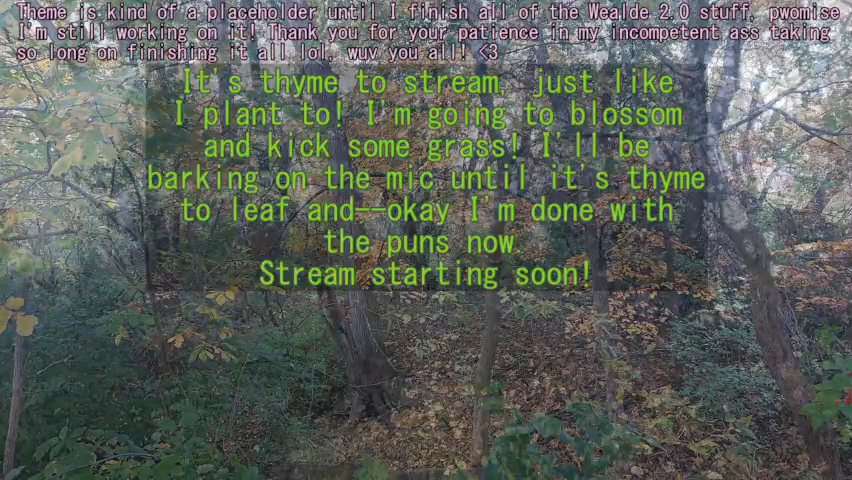 Theme is kind of a placeholder until I finish all of the Wealde 2.0 stuff, pwomise
I'm still working on it! Thank you for your patience in my incompetent ass taking
so long on finishing it all lol, wuv you all! <3
It's thyme to stream, just like
I plant to! I'm going to blossom
and kick some grass! I'll be
barking on the mic until it's thyme
to leaf and--okay I'm done with
the puns now
Stream starting soon!